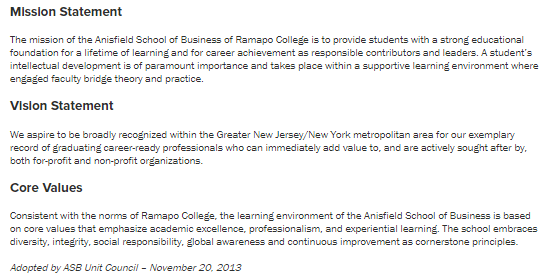 Mission Statement
The mission of the Anisfield School of Business of Ramapo College is to provide students with a strong educational
foundation for a lifetime of learning and for career achievement as responsible contributors and leaders. A student's
intellectual development is of paramount importance and takes place within a supportive learning environment where
engaged faculty bridge theory and practice.
Vision Statement
We aspire to be broadly recognized within the Greater New Jersey/New York metropolitan area for our exemplary
record of graduating career-ready professionals who can immediately add value to, and are actively sought after by,
both for-profit and non-profit organizations.
Core Values
Consistent with the norms of Ramapo College, the learning environment of the Anisfield School of Business is based
on core values that emphasize academic excellence, professionalism, and experiential learning. The school embraces
diversity, integrity, social responsibility, global awareness and continuous improvement as cornerstone principles.
Adopted by ASB Unit Council – November 20, 2013